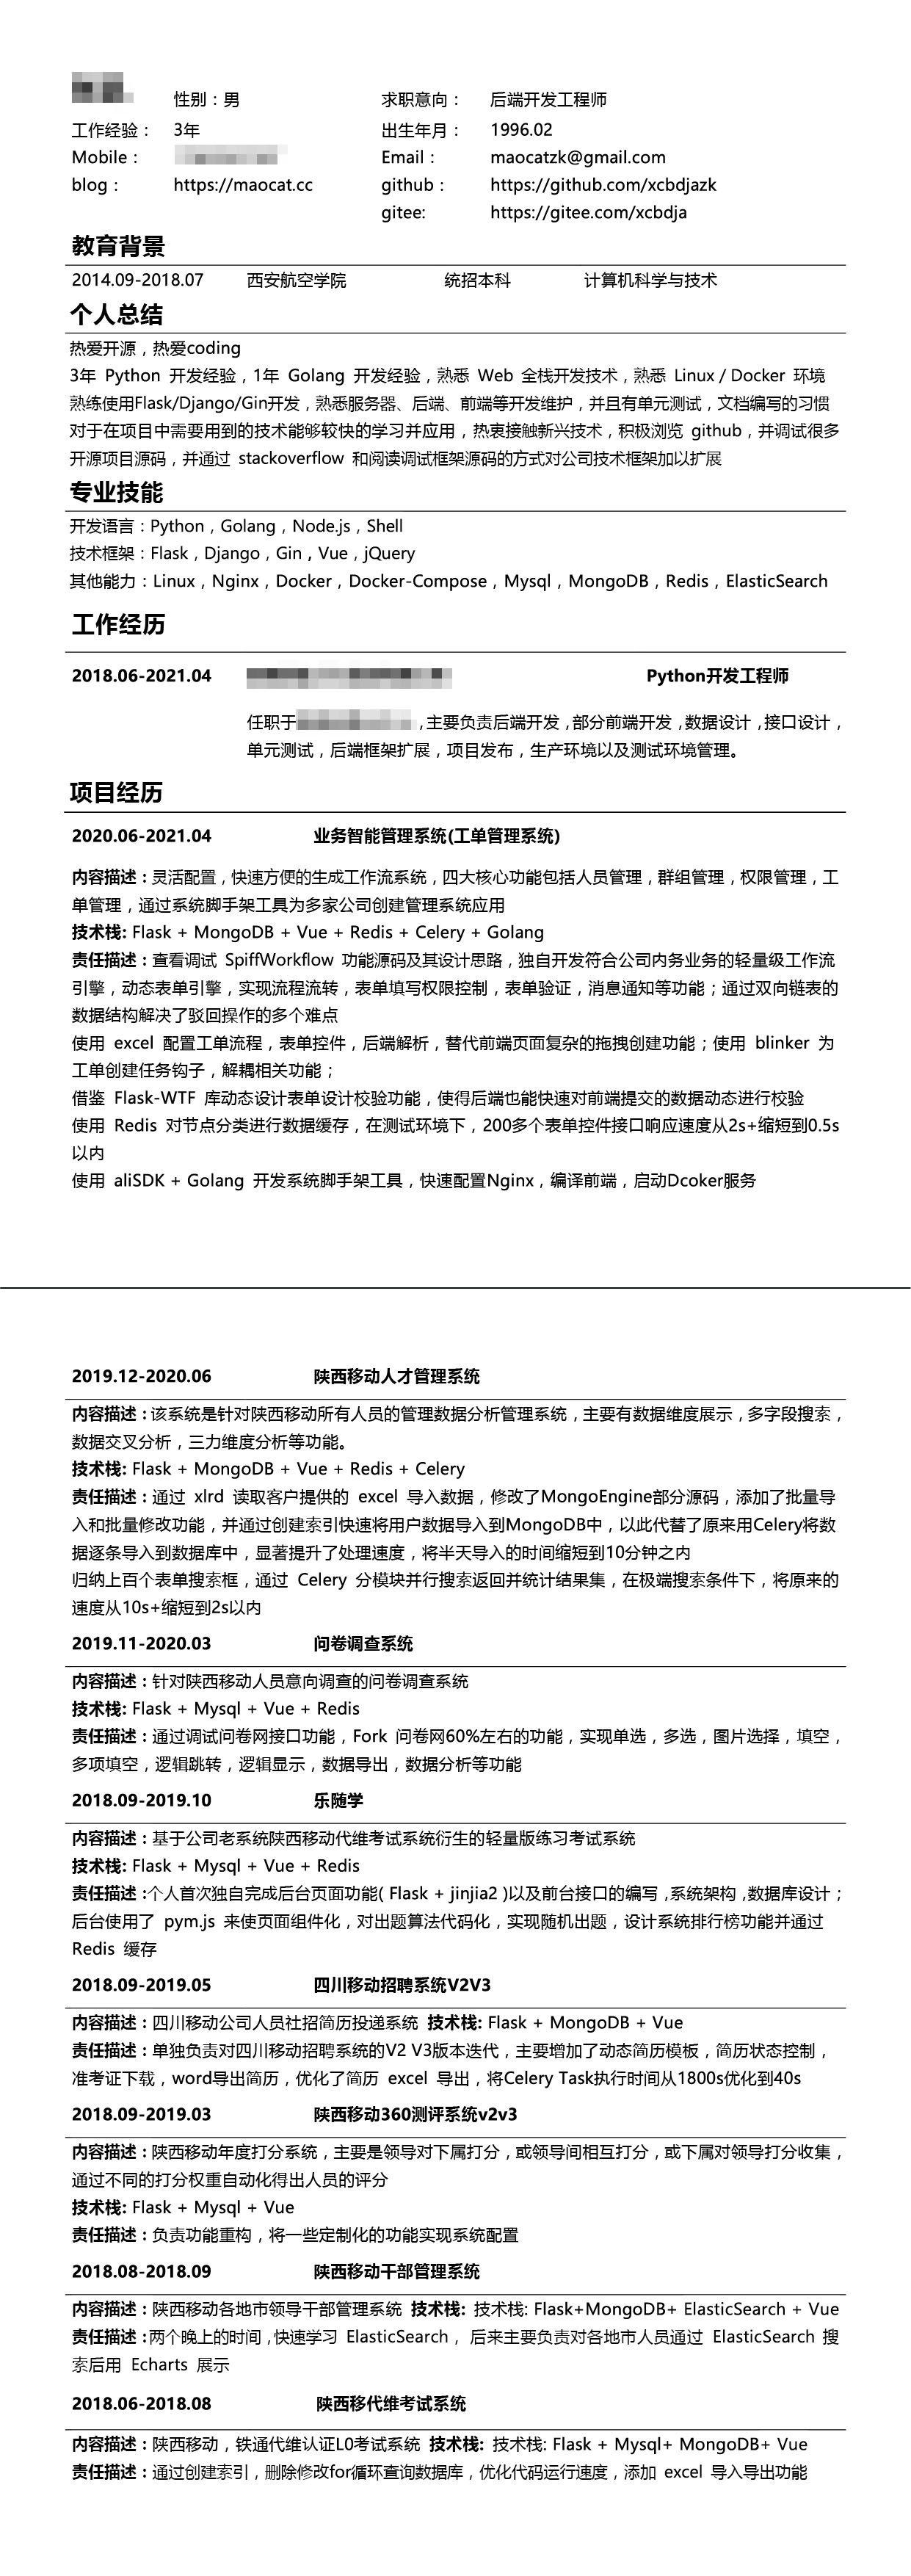 性别：男 求职意向： 后端开发工程师
工作经验： 3年 出生年月： 1996.02
Mobile： Email： maocatzk@gmail.com
blog： https://maocat.cc github： https://github.com/xcbdjazk
gitee: https://gitee.com/xcbdja
教育背景
2014.09-2018.07 西安航空学院 统招本科 计算机科学与技术
个人总结
热爱开源，热爱coding
3年 Python 开发经验，1年 Golang 开发经验，熟悉 Web 全栈开发技术，熟悉 Linux / Docker 环境
熟练使用Flask/Django/Gin开发，熟悉服务器、后端、前端等开发维护，并且有单元测试，文档编写的习惯
对于在项目中需要用到的技术能够较快的学习并应用，热衷接触新兴技术，积极浏览 github，并调试很多
开源项目源码，并通过 stackoverflow 和阅读调试框架源码的方式对公司技术框架加以扩展
专业技能
开发语言：Python，Golang，Node.js，Shell
技术框架：Flask，Django，Gin，Vue，jQuery
其他能力：Linux，Nginx，Docker，Docker-Compose，Mysql，MongoDB，Redis，ElasticSearch
工作经历
2018.06-2021.04 Python开发工程师
任职于，主要负责后端开发，部分前端开发，数据设计，接口设计，
单元测试，后端框架扩展，项目发布，生产环境以及测试环境管理。
项目经历
2020.06-2021.04 业务智能管理系统(工单管理系统)
内容描述：灵活配置，快速方便的生成工作流系统，四大核心功能包括人员管理，群组管理，权限管理，工
单管理，通过系统脚手架工具为多家公司创建管理系统应用
技术栈: Flask + MongoDB + Vue + Redis + Celery + Golang
责任描述：查看调试 SpiffWorkflow 功能源码及其设计思路，独自开发符合公司内务业务的轻量级工作流
引擎，动态表单引擎，实现流程流转，表单填写权限控制，表单验证，消息通知等功能；通过双向链表的
数据结构解决了驳回操作的多个难点
使用 excel 配置工单流程，表单控件，后端解析，替代前端页面复杂的拖拽创建功能；使用 blinker 为
工单创建任务钩子，解耦相关功能；
借鉴 Flask-WTF 库动态设计表单设计校验功能，使得后端也能快速对前端提交的数据动态进行校验
使用 Redis 对节点分类进行数据缓存，在测试环境下，200多个表单控件接口响应速度从2s+缩短到0.5s
以内
使用 aliSDK + Golang 开发系统脚手架工具，快速配置Nginx，编译前端，启动Dcoker服务
2019.12-2020.06 陕西移动人才管理系统
内容描述：该系统是针对陕西移动所有人员的管理数据分析管理系统，主要有数据维度展示，多字段搜索，
数据交叉分析，三力维度分析等功能。
技术栈: Flask + MongoDB + Vue + Redis + Celery
责任描述：通过 xlrd 读取客户提供的 excel 导入数据，修改了MongoEngine部分源码，添加了批量导
入和批量修改功能，并通过创建索引快速将用户数据导入到MongoDB中，以此代替了原来用Celery将数
据逐条导入到数据库中，显著提升了处理速度，将半天导入的时间缩短到10分钟之内
归纳上百个表单搜索框，通过 Celery 分模块并行搜索返回并统计结果集，在极端搜索条件下，将原来的
速度从10s+缩短到2s以内
2019.11-2020.03 问卷调查系统
内容描述：针对陕西移动人员意向调查的问卷调查系统
技术栈: Flask + Mysql + Vue + Redis
责任描述：通过调试问卷网接口功能，Fork 问卷网60%左右的功能，实现单选，多选，图片选择，填空，
多项填空，逻辑跳转，逻辑显示，数据导出，数据分析等功能
2018.09-2019.10 乐随学
内容描述：基于公司老系统陕西移动代维考试系统衍生的轻量版练习考试系统
技术栈: Flask + Mysql + Vue + Redis
责任描述：个人首次独自完成后台页面功能( Flask + jinjia2 )以及前台接口的编写，系统架构，数据库设计；
后台使用了 pym.js 来使页面组件化，对出题算法代码化，实现随机出题，设计系统排行榜功能并通过
Redis 缓存
2018.09-2019.05 四川移动招聘系统V2V3
内容描述：四川移动公司人员社招简历投递系统 技术栈: Flask + MongoDB + Vue
责任描述：单独负责对四川移动招聘系统的V2 V3版本迭代，主要增加了动态简历模板，简历状态控制，
准考证下载，word导出简历，优化了简历 excel 导出，将Celery Task执行时间从1800s优化到40s
2018.09-2019.03 陕西移动360测评系统v2v3
内容描述：陕西移动年度打分系统，主要是领导对下属打分，或领导间相互打分，或下属对领导打分收集，
通过不同的打分权重自动化得出人员的评分
技术栈: Flask + Mysql + Vue
责任描述：负责功能重构，将一些定制化的功能实现系统配置
2018.08-2018.09 陕西移动干部管理系统
内容描述：陕西移动各地市领导干部管理系统 技术栈: 技术栈: Flask+MongoDB+ ElasticSearch + Vue
责任描述：两个晚上的时间，快速学习 ElasticSearch， 后来主要负责对各地市人员通过 ElasticSearch 搜
索后用 Echarts 展示
2018.06-2018.08 陕西移代维考试系统
内容描述：陕西移动，铁通代维认证L0考试系统 技术栈: 技术栈: Flask + Mysql+ MongoDB+ Vue
责任描述：通过创建索引，删除修改for循环查询数据库，优化代码运行速度，添加 excel 导入导出功能